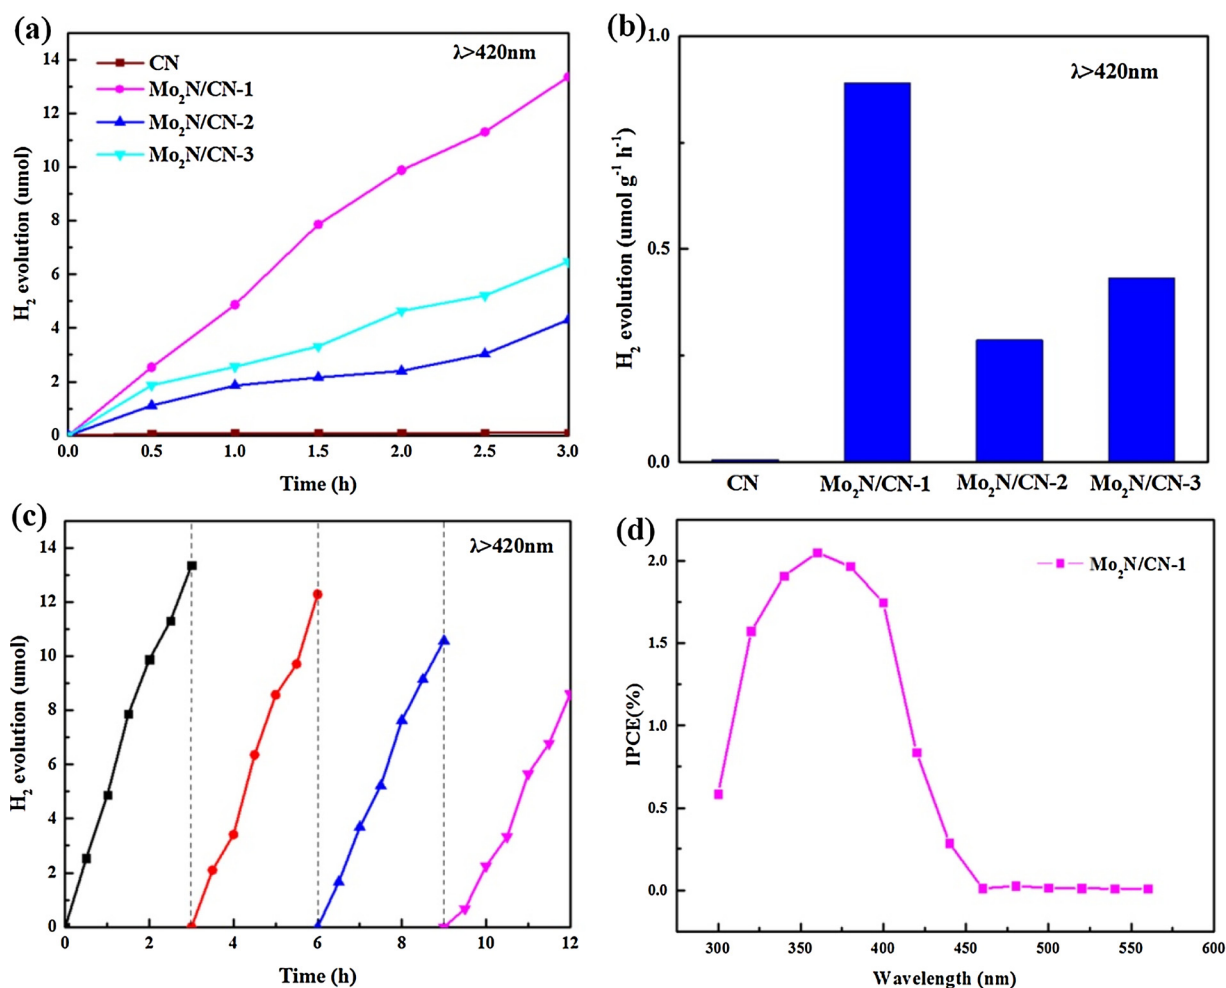 (a)
λ>420nm
CN
Mo2N/CN-1
Mo2N/CN-2
Mo2N/CN-3
14
12
10
8
6
4
2
0
H2 evolution (umol)
0.0 0.5 1.0 1.5 2.0 2.5 3.0
Time (h)
(b)
λ>420nm
1.0
0.5
0.0
H2 evolution (umol g-1 h-1)
CN Mo2N/CN-1 Mo2N/CN-2 Mo2N/CN-3
(c)
λ>420nm
14
12
10
8
6
4
2
0
H2 evolution (umol)
0 2 4 6 8 10 12
Time (h)
(d)
Mo2N/CN-1
2.0
1.5
1.0
0.5
0.0
IPCE(%)
300 350 400 450 500 550 600
Wavelength (nm)